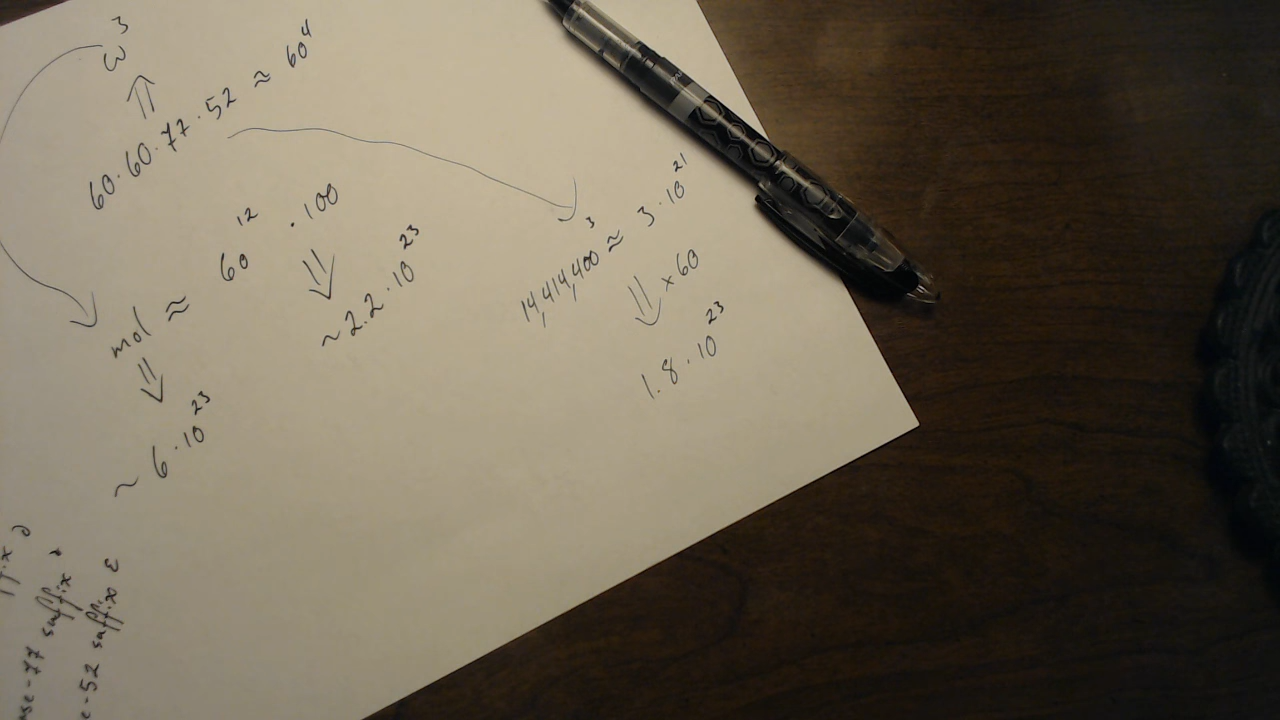 ω³
⇑
60·60·77·52 ≈ 60⁴
mol ≈ 60¹² · 100
⇓
~ 6·10²³
⇓
~2.2·10²³
14,414,400³ ≈ 3·10²¹
⇓ ×60
1.8·10²³
-77 suffix
-52 suffix ε